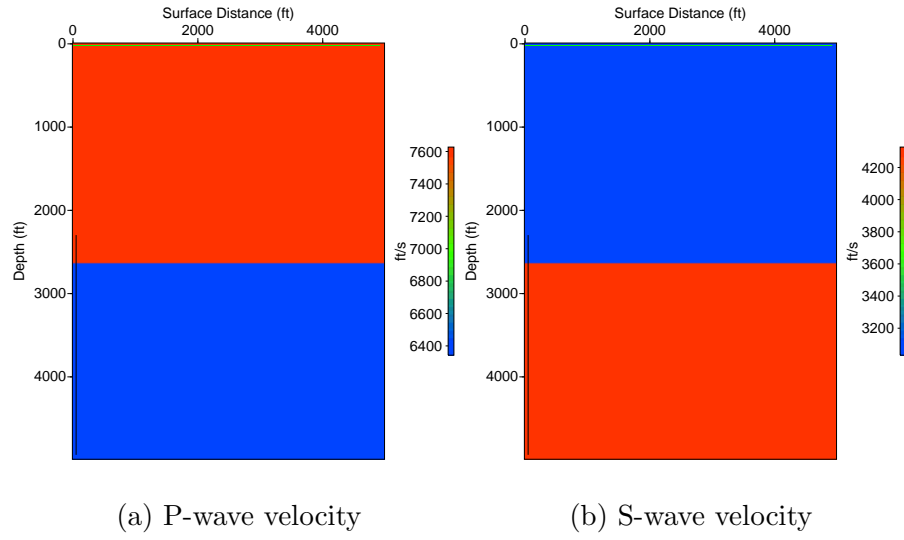 Surface Distance (ft)
0 2000 4000
0
1000
2000
3000
4000
Depth (ft)
7600
7400
7200
7000
6800
6600
6400
ft/s
(a) P-wave velocity
Surface Distance (ft)
0 2000 4000
0
1000
2000
3000
4000
Depth (ft)
4200
4000
3800
3600
3400
3200
ft/s
(b) S-wave velocity